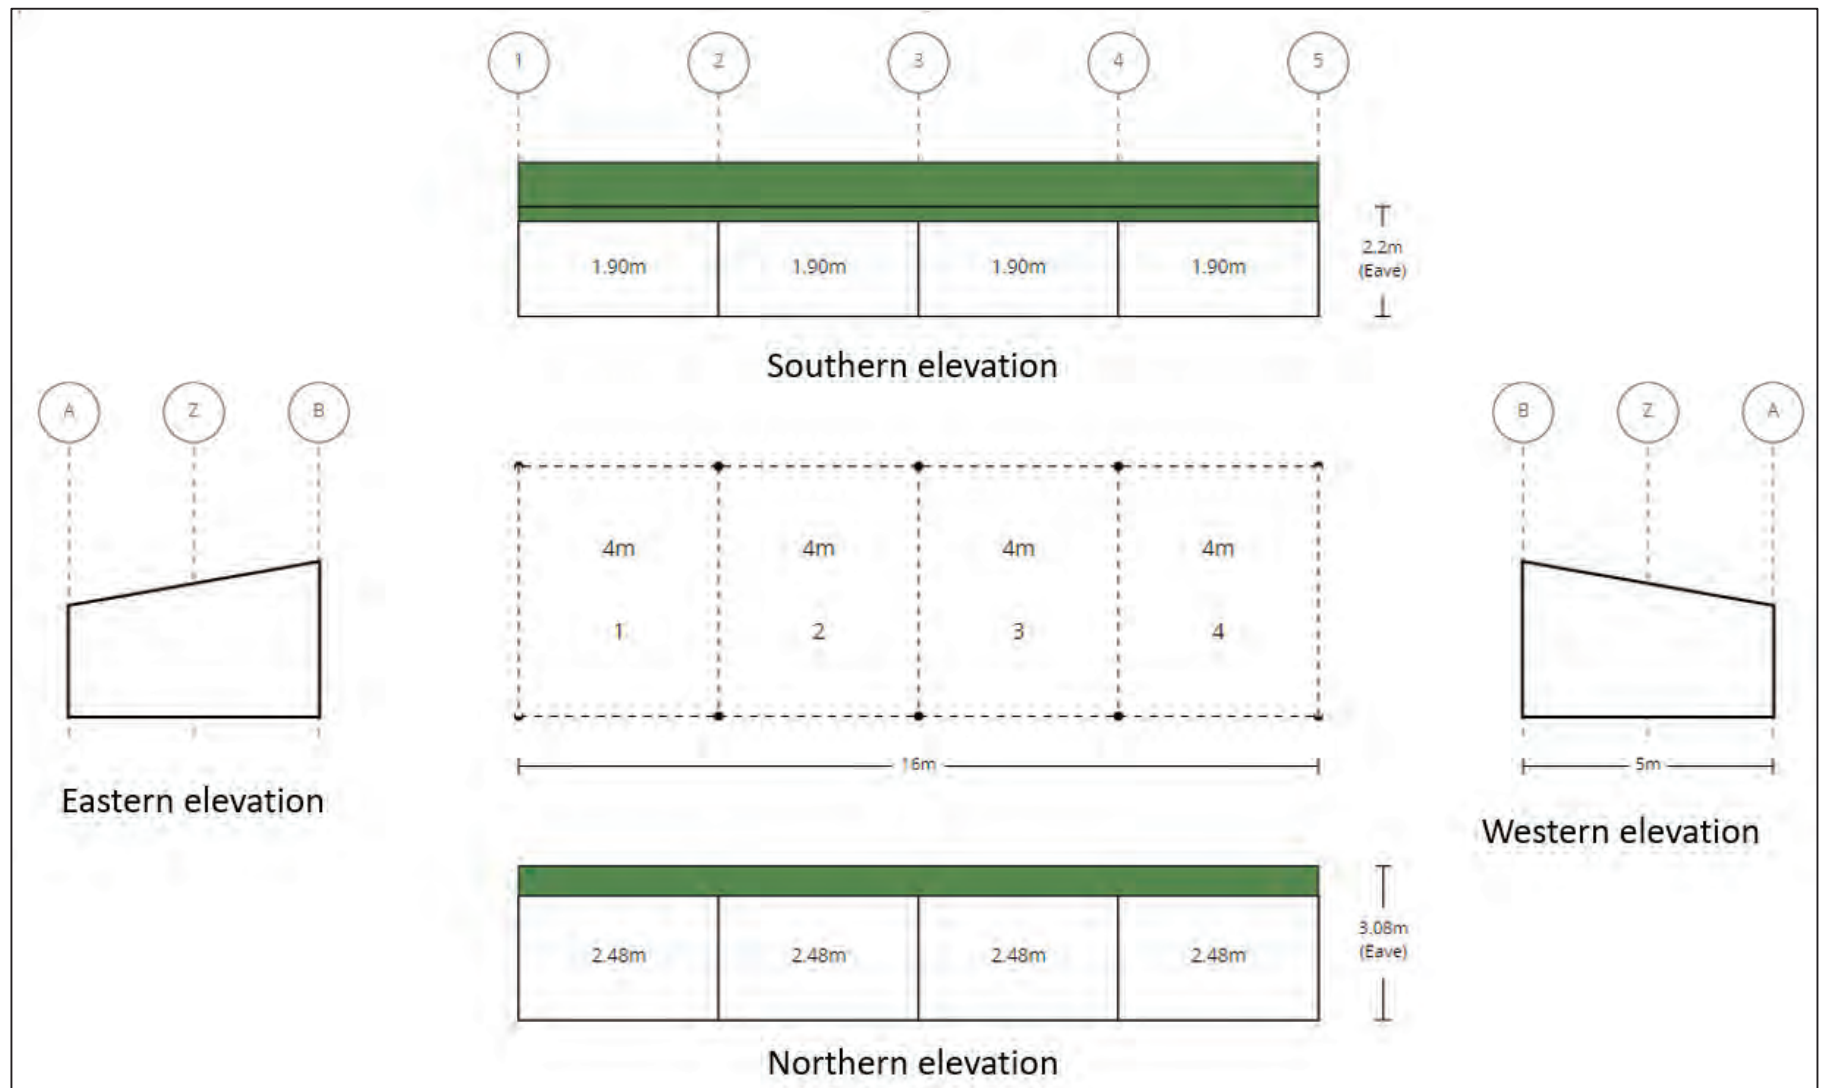 1 2 3 4 5
1.90m 1.90m 1.90m 1.90m
2.2m
(Eave)
Southern elevation
A Z B
B Z A
4m 4m 4m 4m
1 2 3 4
16m
5m
Eastern elevation
Western elevation
2.48m 2.48m 2.48m 2.48m
3.08m
(Eave)
Northern elevation